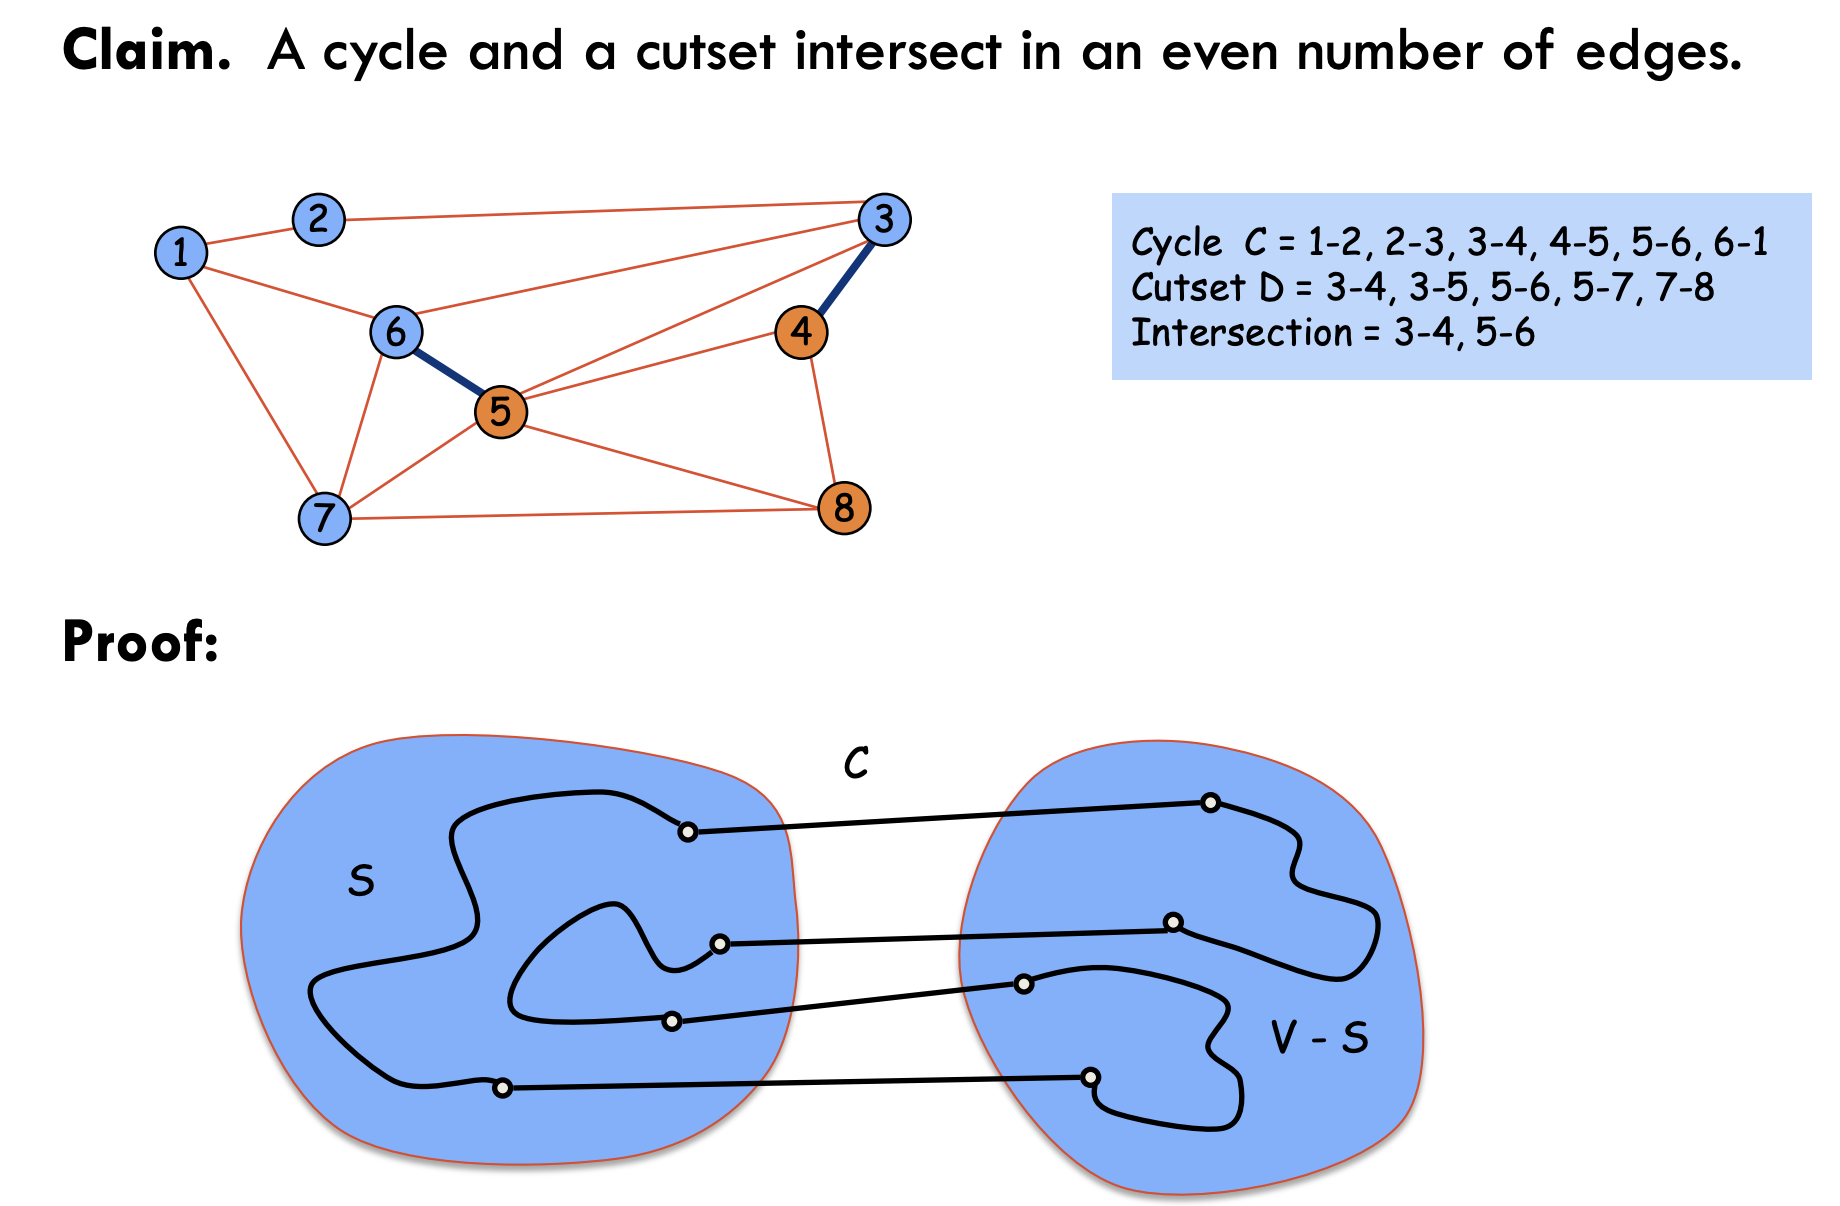 Claim. A cycle and a cutset intersect in an even number of edges.
2
3
1
Cycle C = 1-2, 2-3, 3-4, 4-5, 5-6, 6-1
Cutset D = 3-4, 3-5, 5-6, 5-7, 7-8
Intersection = 3-4, 5-6
6
4
5
7
8
Proof:
C
S
V - S